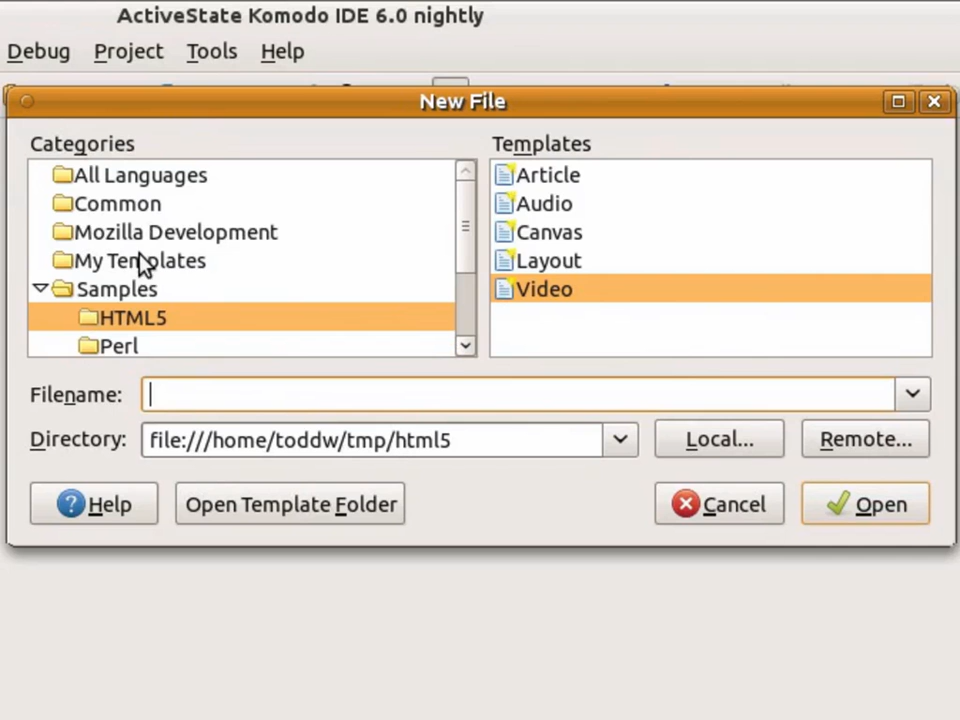 ActiveState Komodo IDE 6.0 nightly
Debug Project Tools Help
New File
Categories
Templates
All Languages
Common
Mozilla Development
My Templates
Samples
HTML5
Perl
Article
Audio
Canvas
Layout
Video
Filename:
Directory: file:///home/toddw/tmp/html5 Local... Remote...
Help Open Template Folder Cancel Open